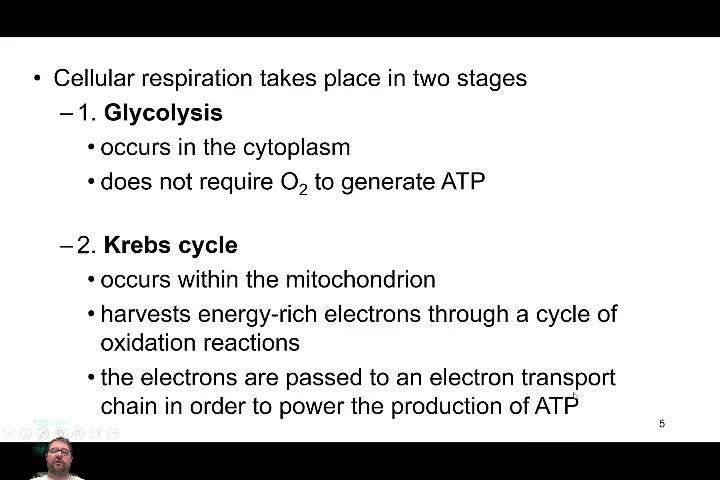 • Cellular respiration takes place in two stages
– 1. Glycolysis
• occurs in the cytoplasm
• does not require O₂ to generate ATP
– 2. Krebs cycle
• occurs within the mitochondrion
• harvests energy-rich electrons through a cycle of
oxidation reactions
• the electrons are passed to an electron transport
chain in order to power the production of ATP
5